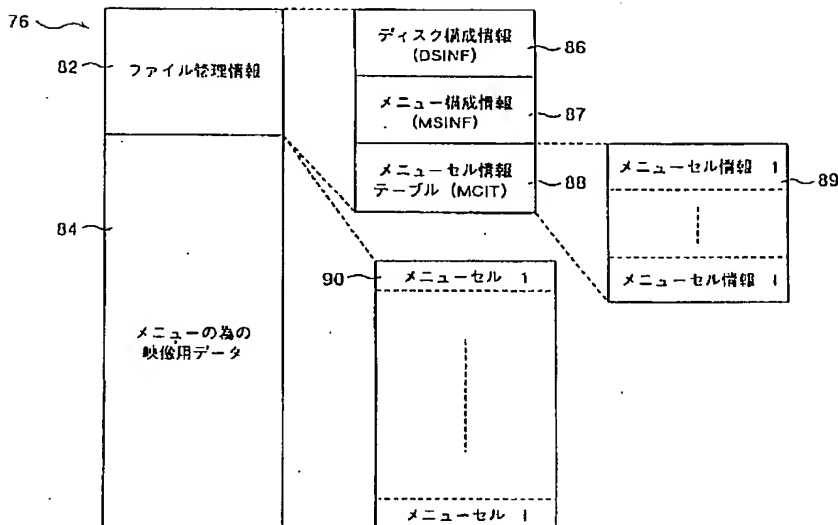 76
82
ファイル管理情報
84
メニューの為の
映像用データ
ディスク構成情報
(DSINF)
86
メニュー構成情報
(MSINF)
87
メニューセル情報
テーブル (MCIT)
88
メニューセル情報 1
89
メニューセル情報 I
90
メニューセル 1
メニューセル I